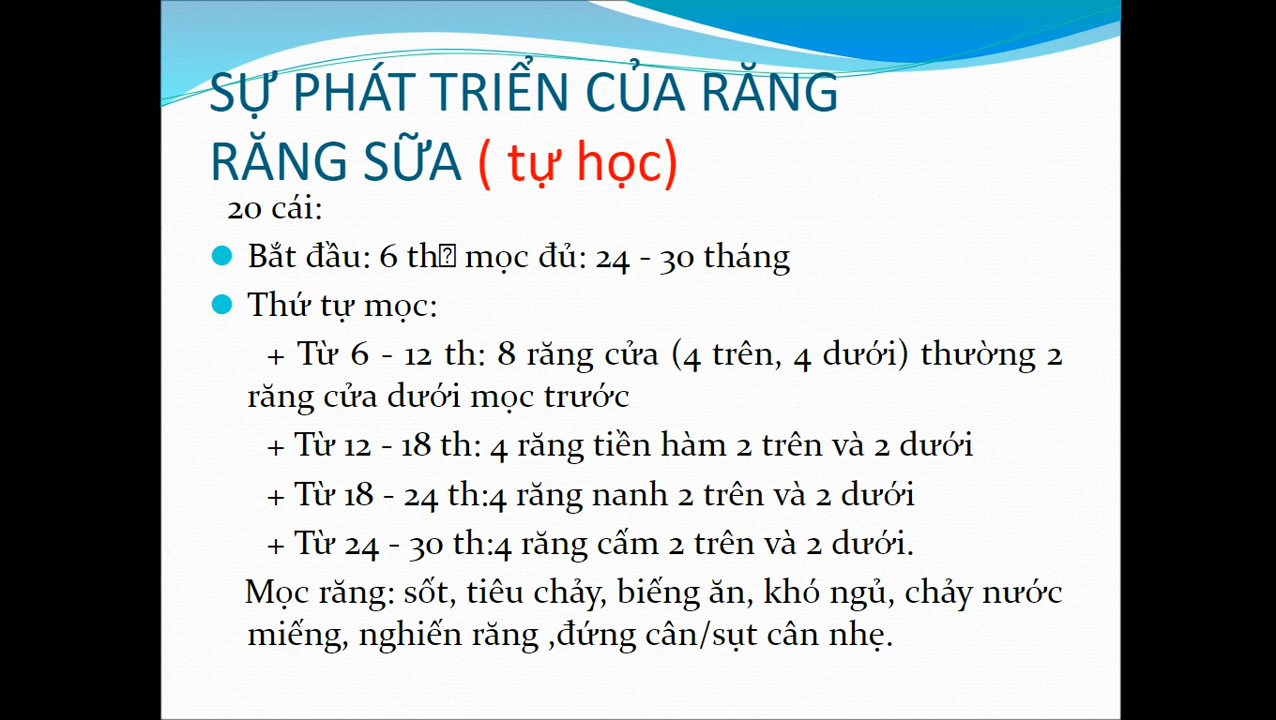 SỰ PHÁT TRIỂN CỦA RĂNG
RĂNG SỮA ( tự học)
20 cái:
Bắt đầu: 6 th mọc đủ: 24 - 30 tháng
Thứ tự mọc:
+ Từ 6 - 12 th: 8 răng cửa (4 trên, 4 dưới) thường 2
răng cửa dưới mọc trước
+ Từ 12 - 18 th: 4 răng tiền hàm 2 trên và 2 dưới
+ Từ 18 - 24 th:4 răng nanh 2 trên và 2 dưới
+ Từ 24 - 30 th:4 răng cấm 2 trên và 2 dưới.
Mọc răng: sốt, tiêu chảy, biếng ăn, khó ngủ, chảy nước
miếng, nghiến răng ,đứng cân/sụt cân nhẹ.